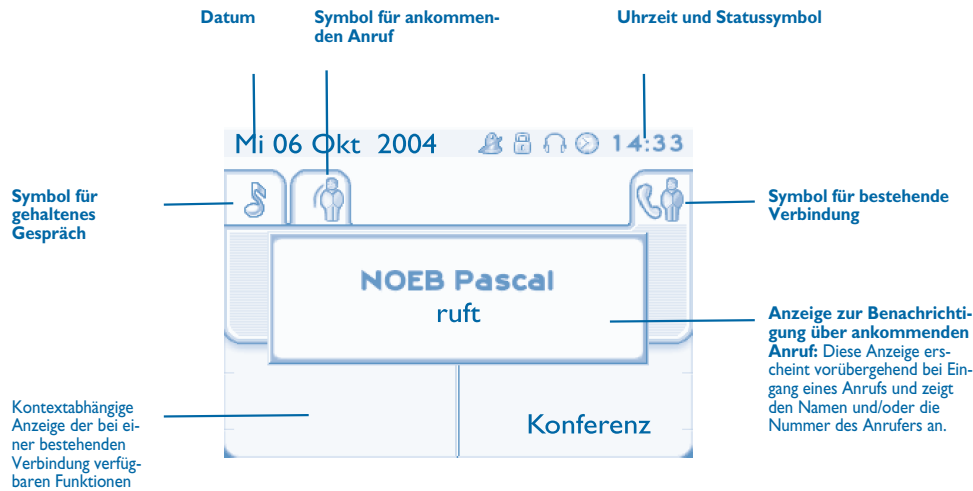 Datum
Symbol für ankommen-
den Anruf
Uhrzeit und Statussymbol
Mi 06 Okt 2004
14:33
Symbol für
gehaltenes
Gespräch
Symbol für bestehende
Verbindung
NOEB Pascal
ruft
Anzeige zur Benachrichti-
gung über ankommenden
Anruf: Diese Anzeige ers-
cheint vorübergehend bei Ein-
gang eines Anrufs und zeigt
den Namen und/oder die
Nummer des Anrufers an.
Kontextabhängige
Anzeige der bei ei-
ner bestehenden
Verbindung verfüg-
baren Funktionen
Konferenz